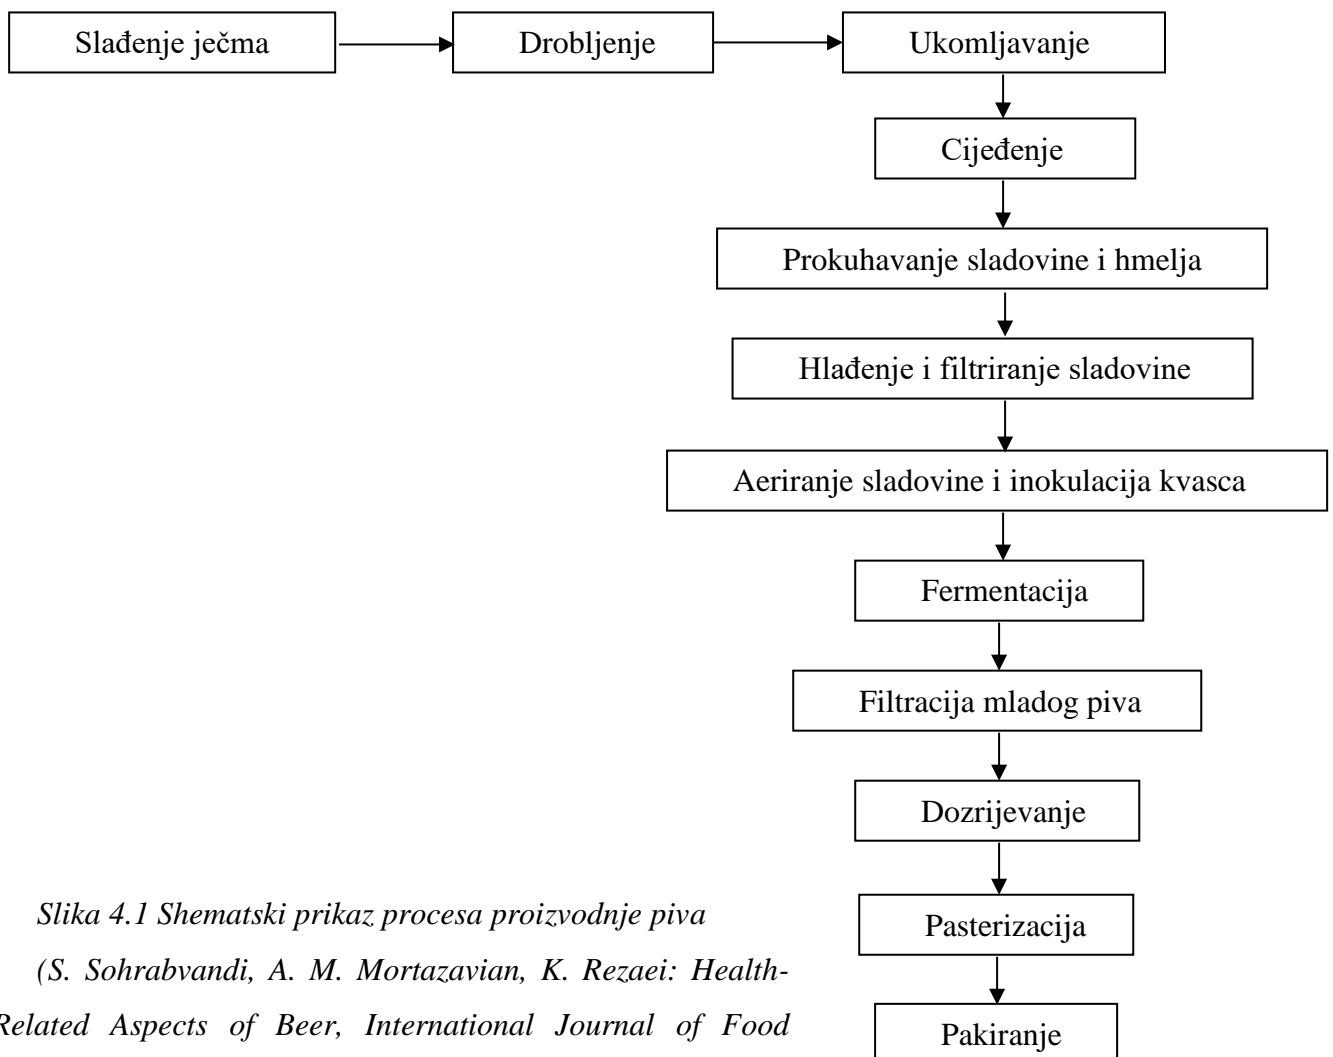 Slađenje ječma
Drobljenje
Ukomljavanje
Cijeđenje
Prokuhavanje sladovine i hmelja
Hlađenje i filtriranje sladovine
Aeriranje sladovine i inokulacija kvasca
Fermentacija
Filtracija mladog piva
Dozrijevanje
Pasterizacija
Pakiranje
Slika 4.1 Shematski prikaz procesa proizvodnje piva
(S. Sohrabvandi, A. M. Mortazavian, K. Rezaei: Health-
Related Aspects of Beer, International Journal of Food